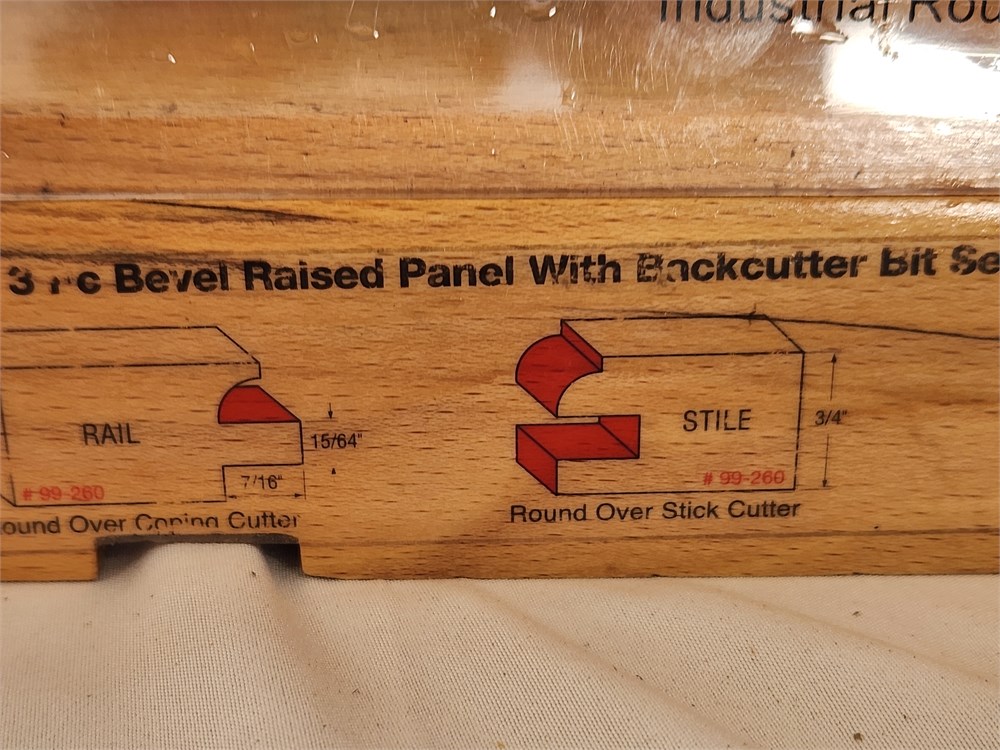 Industrial Rou
3 Pc Bevel Raised Panel With Backcutter Bit Se
RAIL
15/64"
7/16"
# 99-260
ound Over Coping Cutter
STILE
3/4"
# 99-260
Round Over Stick Cutter